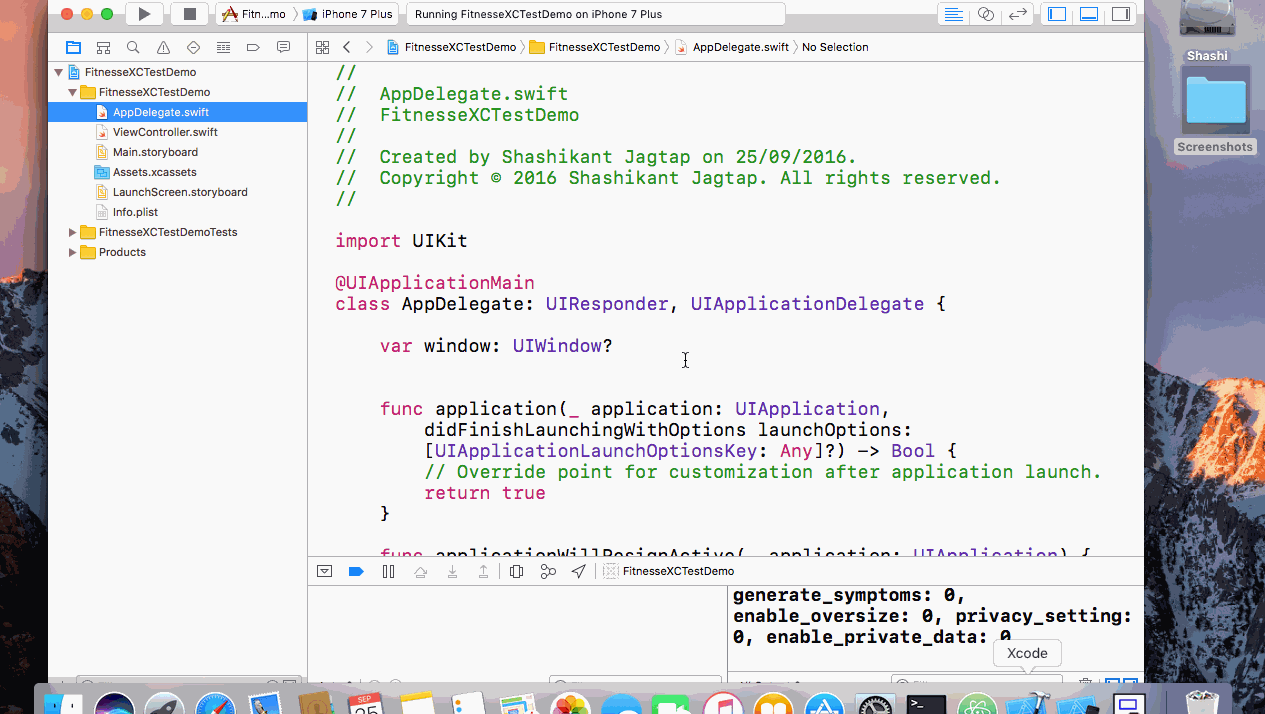 Fitn...mo
iPhone 7 Plus
Running FitnesseXCTestDemo on iPhone 7 Plus
FitnesseXCTestDemo
FitnesseXCTestDemo
AppDelegate.swift
No Selection
FitnesseXCTestDemo
FitnesseXCTestDemo
AppDelegate.swift
ViewController.swift
Main.storyboard
Assets.xcassets
LaunchScreen.storyboard
Info.plist
FitnesseXCTestDemoTests
Products
//
// AppDelegate.swift
// FitnesseXCTestDemo
//
// Created by Shashikant Jagtap on 25/09/2016.
// Copyright © 2016 Shashikant Jagtap. All rights reserved.
//
import UIKit
@UIApplicationMain
class AppDelegate: UIResponder, UIApplicationDelegate {
var window: UIWindow?
func application(_ application: UIApplication,
didFinishLaunchingWithOptions launchOptions:
[UIApplicationLaunchOptionsKey: Any]?) -> Bool {
// Override point for customization after application launch.
return true
}
func applicationWillResignActive(_ application: UIApplication) {
FitnesseXCTestDemo
generate_symptoms: 0,
enable_oversize: 0, privacy_setting:
0, enable_private_data: 0
Xcode
Shashi
Screenshots
SEP
25